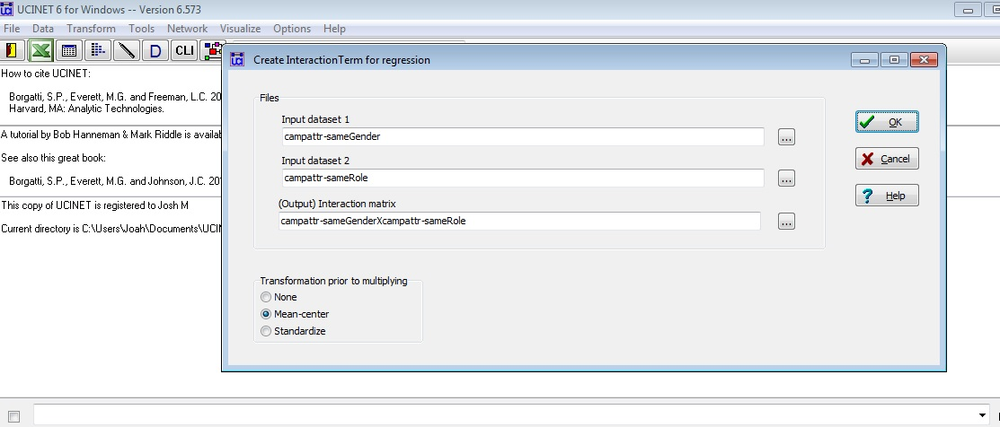 UCINET 6 for Windows -- Version 6.573
File Data Transform Tools Network Visualize Options Help
D CLI
How to cite UCINET:
Borgatti, S.P., Everett, M.G. and Freeman, L.C. 20
Harvard, MA: Analytic Technologies.
A tutorial by Bob Hanneman & Mark Riddle is availab
See also this great book:
Borgatti, S.P., Everett, M.G. and Johnson, J.C. 20
This copy of UCINET is registered to Josh M
Current directory is C:\Users\Joah\Documents\UCI
Create InteractionTerm for regression
Files
Input dataset 1
campattr-sameGender
...
Input dataset 2
campattr-sameRole
...
(Output) Interaction matrix
campattr-sameGenderXcampattr-sameRole
...
OK
Cancel
Help
Transformation prior to multiplying
None
Mean-center
Standardize